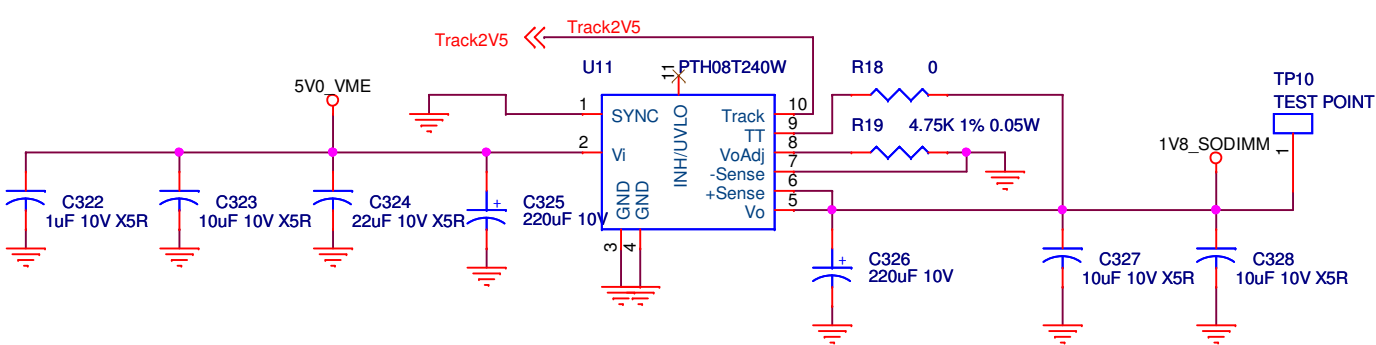 Track2V5
Track2V5
U11
11
PTH08T240W
R18
0
TP10
TEST POINT
5V0_VME
1
SYNC
INH/UVLO
Track
10
TT
9
R19
4.75K 1% 0.05W
1V8_SODIMM
1
2
Vi
VoAdj
8
-Sense
7
+Sense
6
Vo
5
GND
GND
3
4
C322
1uF 10V X5R
C323
10uF 10V X5R
C324
22uF 10V X5R
+
C325
220uF 10V
+
C326
220uF 10V
C327
10uF 10V X5R
C328
10uF 10V X5R